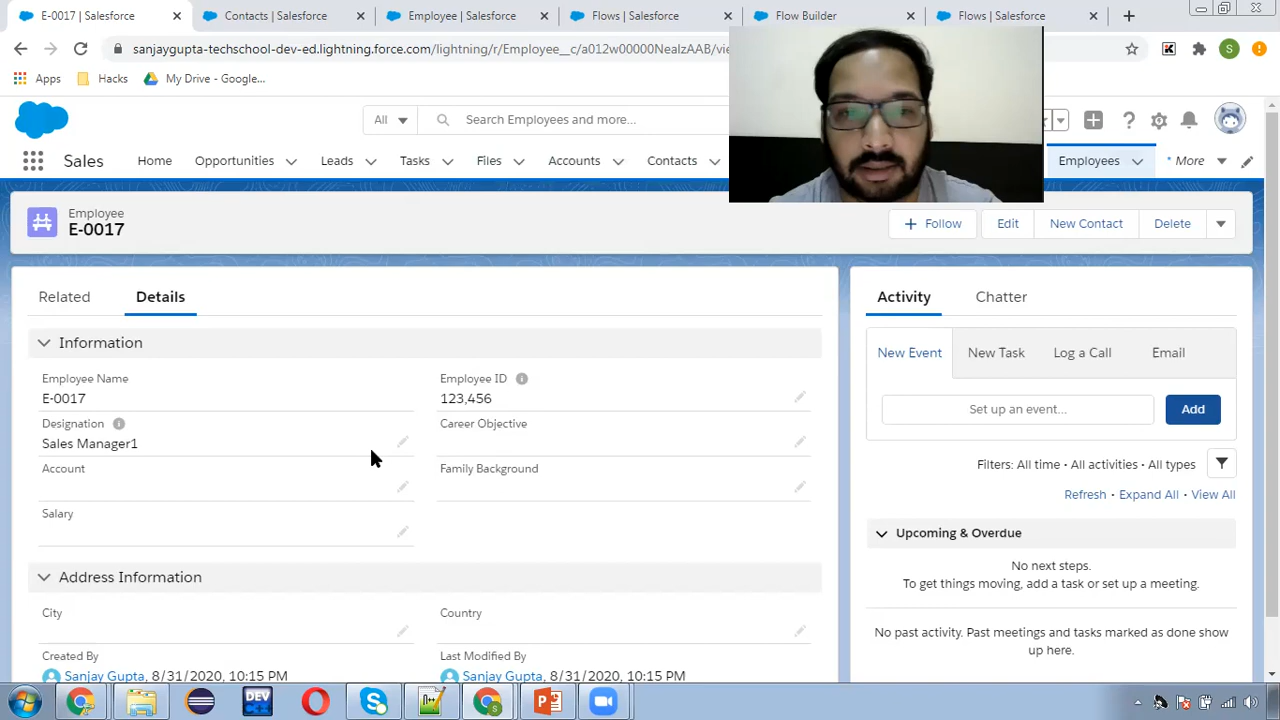 E-0017 | Salesforce
Contacts | Salesforce
Employee | Salesforce
Flows | Salesforce
Flow Builder
Flows | Salesforce
sanjaygupta-techschool-dev-ed.lightning.force.com/lightning/r/Employee__c/a012w00000NealzAAB/vie
S
Apps
Hacks
My Drive - Google...
All
Search Employees and more...
Sales
Home
Opportunities
Leads
Tasks
Files
Accounts
Contacts
Employees
* More
Employee
E-0017
Follow
Edit
New Contact
Delete
Related
Details
Information
Employee Name
E-0017
Employee ID
123,456
Designation
Sales Manager1
Career Objective
Account
Family Background
Salary
Address Information
City
Country
Created By
Sanjay Gupta, 8/31/2020, 10:15 PM
Last Modified By
Sanjay Gupta, 8/31/2020, 10:15 PM
Activity
Chatter
New Event
New Task
Log a Call
Email
Set up an event...
Add
Filters: All time • All activities • All types
Refresh • Expand All • View All
Upcoming & Overdue
No next steps.
To get things moving, add a task or set up a meeting.
No past activity. Past meetings and tasks marked as done show
up here.
DEV